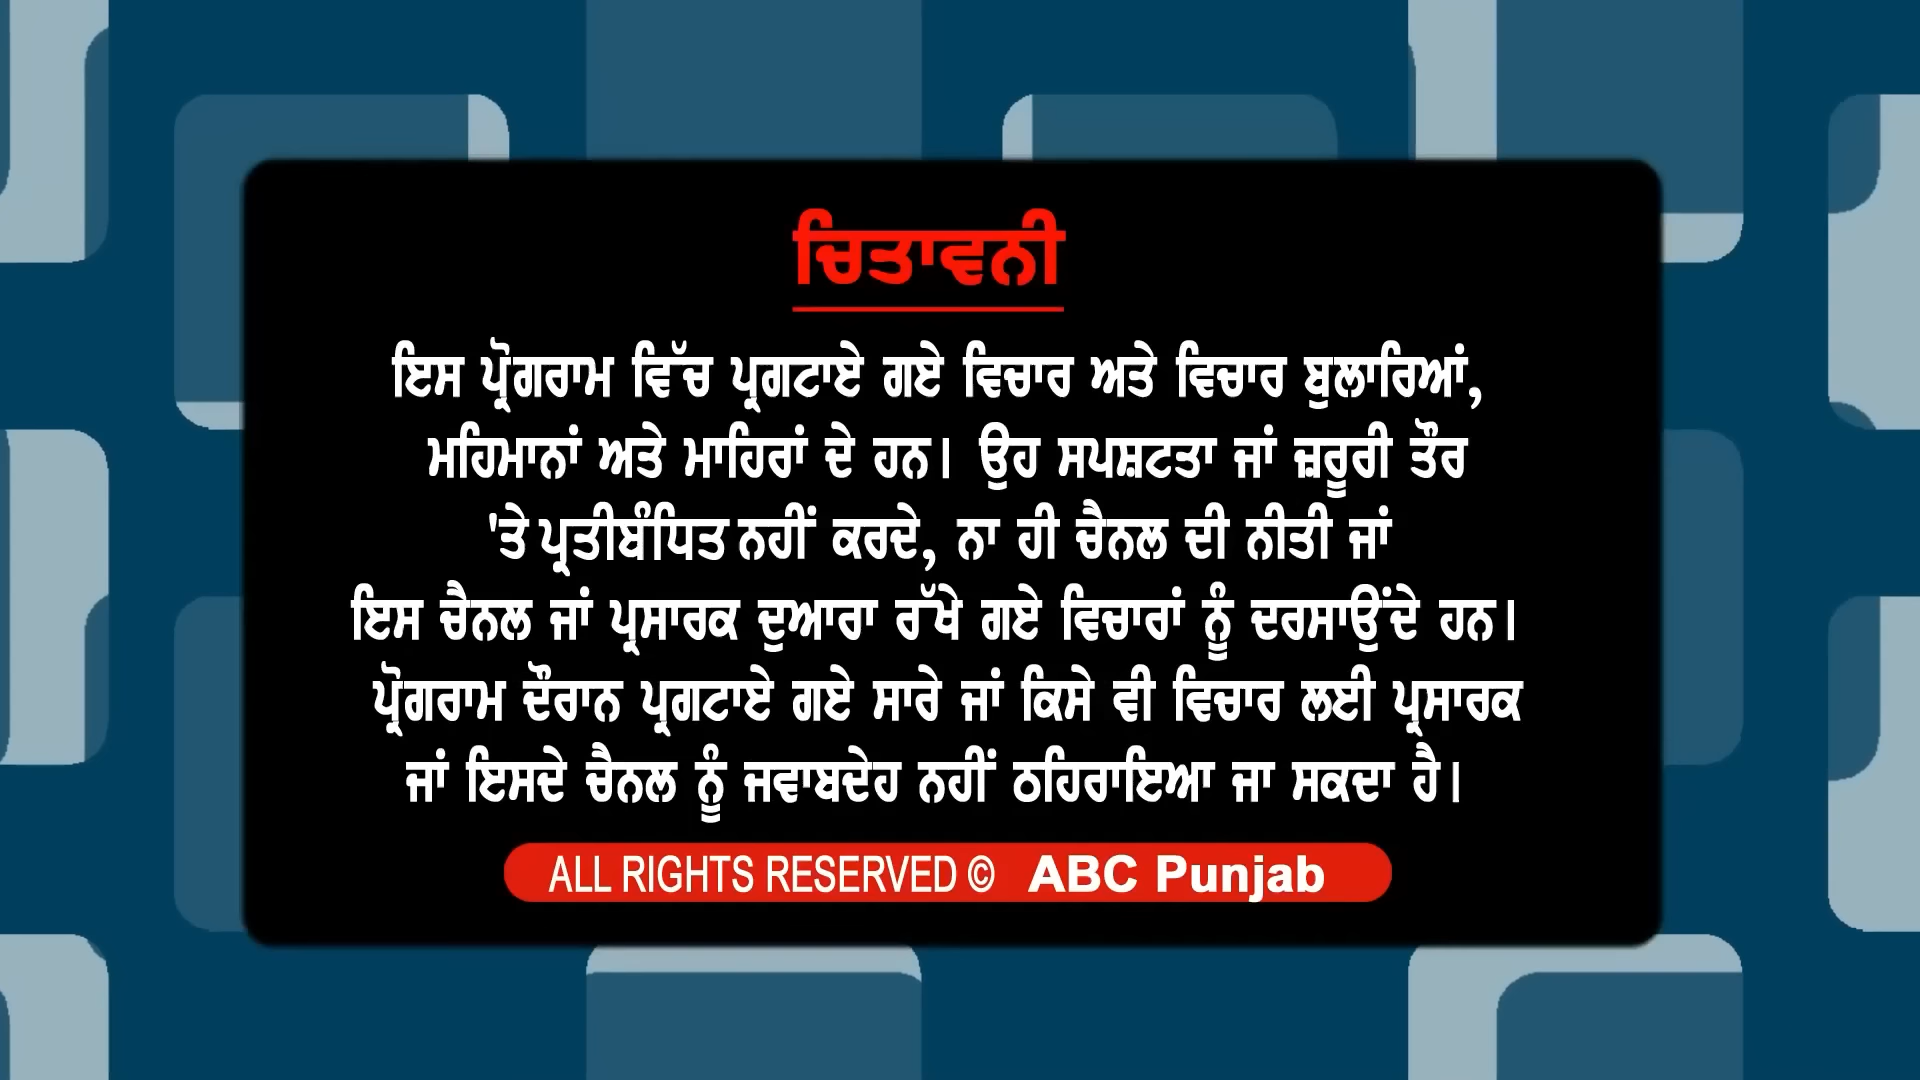 ਚਿਤਾਵਨੀ
ਇਸ ਪ੍ਰੋਗਰਾਮ ਵਿੱਚ ਪ੍ਰਗਟਾਏ ਗਏ ਵਿਚਾਰ ਅਤੇ ਵਿਚਾਰ ਬੁਲਾਰਿਆਂ,
ਮਹਿਮਾਨਾਂ ਅਤੇ ਮਾਹਿਰਾਂ ਦੇ ਹਨ। ਉਹ ਸਪਸ਼ਟਤਾ ਜਾਂ ਜ਼ਰੂਰੀ ਤੌਰ
'ਤੇ ਪ੍ਰਤੀਬੰਧਿਤ ਨਹੀਂ ਕਰਦੇ, ਨਾ ਹੀ ਚੈਨਲ ਦੀ ਨੀਤੀ ਜਾਂ
ਇਸ ਚੈਨਲ ਜਾਂ ਪ੍ਰਸਾਰਕ ਦੁਆਰਾ ਰੱਖੇ ਗਏ ਵਿਚਾਰਾਂ ਨੂੰ ਦਰਸਾਉਂਦੇ ਹਨ।
ਪ੍ਰੋਗਰਾਮ ਦੌਰਾਨ ਪ੍ਰਗਟਾਏ ਗਏ ਸਾਰੇ ਜਾਂ ਕਿਸੇ ਵੀ ਵਿਚਾਰ ਲਈ ਪ੍ਰਸਾਰਕ
ਜਾਂ ਇਸਦੇ ਚੈਨਲ ਨੂੰ ਜਵਾਬਦੇਹ ਨਹੀਂ ਠਹਿਰਾਇਆ ਜਾ ਸਕਦਾ ਹੈ।
ALL RIGHTS RESERVED © ABC Punjab